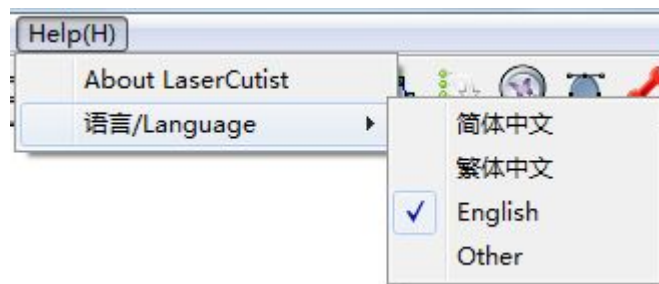 Help(H)
About LaserCutist
语言/Language
简体中文
繁体中文
English
Other